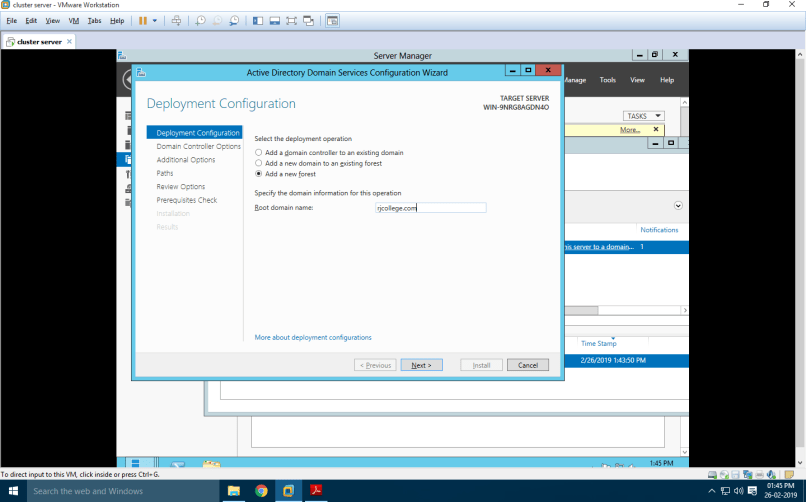 cluster server - VMware Workstation
File Edit View VM Tabs Help
cluster server ×
Server Manager
Active Directory Domain Services Configuration Wizard
Manage Tools View Help
Deployment Configuration
TARGET SERVER
WIN-9NRG8AGDN4O
TASKS
More...
Deployment Configuration
Domain Controller Options
Additional Options
Paths
Review Options
Prerequisites Check
Installation
Results
Select the deployment operation
Add a domain controller to an existing domain
Add a new domain to an existing forest
Add a new forest
Specify the domain information for this operation
Root domain name: rjcollege.com
Notifications
his server to a domain... 1
More about deployment configurations
Time Stamp
2/26/2019 1:43:50 PM
< Previous Next > Install Cancel
1:45 PM
To direct input to this VM, click inside or press Ctrl+G.
Search the web and Windows
01:45 PM
26-02-2019